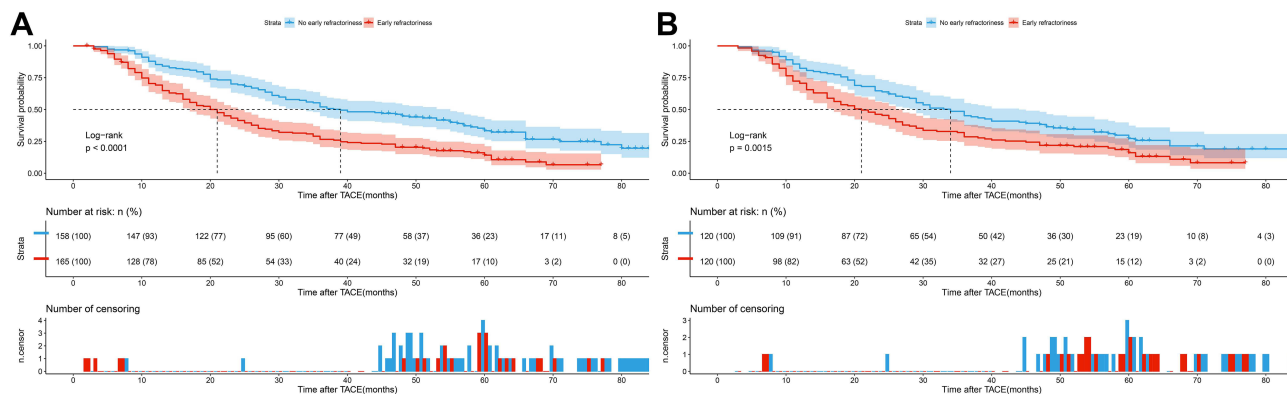 A
Strata No early refractoriness Early refractoriness
1.00
0.75
0.50
0.25
0.00
Survival probability
Log−rank
p < 0.0001
0 10 20 30 40 50 60 70 80
Time after TACE(months)
Number at risk: n (%)
Strata
158 (100) 147 (93) 122 (77) 95 (60) 77 (49) 58 (37) 36 (23) 17 (11) 8 (5)
165 (100) 128 (78) 85 (52) 54 (33) 40 (24) 32 (19) 17 (10) 3 (2) 0 (0)
0 10 20 30 40 50 60 70 80
Time after TACE(months)
Number of censoring
n.censor
4
3
2
1
0
0 10 20 30 40 50 60 70 80
Time after TACE(months)
B
Strata No early refractoriness Early refractoriness
1.00
0.75
0.50
0.25
0.00
Survival probability
Log−rank
p = 0.0015
0 10 20 30 40 50 60 70 80
Time after TACE(months)
Number at risk: n (%)
Strata
120 (100) 109 (91) 87 (72) 65 (54) 50 (42) 36 (30) 23 (19) 10 (8) 4 (3)
120 (100) 98 (82) 63 (52) 42 (35) 32 (27) 25 (21) 15 (12) 3 (2) 0 (0)
0 10 20 30 40 50 60 70 80
Time after TACE(months)
Number of censoring
n.censor
3
2
1
0
0 10 20 30 40 50 60 70 80
Time after TACE(months)